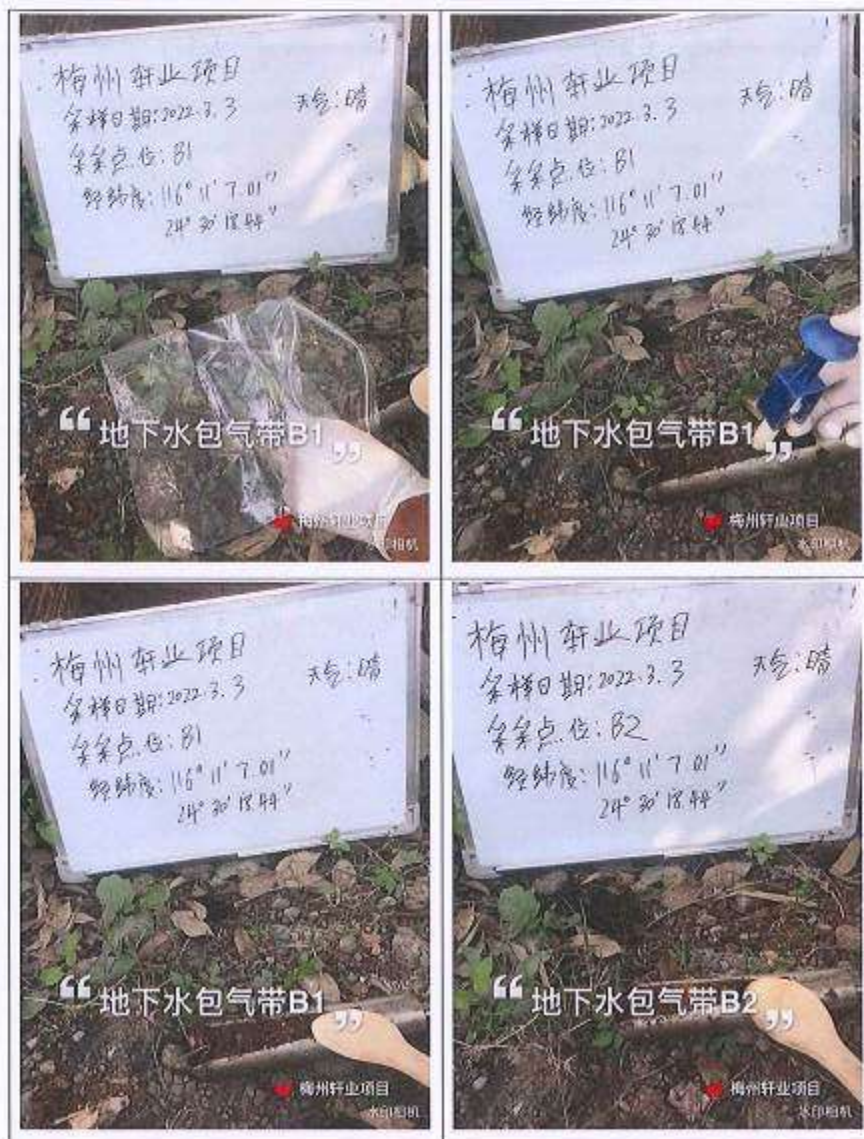 梅州轩业项目
采样日期:2022.3.3 天气:晴
采集点位:B1
经纬度:116°11'7.01"
24°30'18.44"
“地下水包气带B1”
梅州轩业项目
水印相机
梅州轩业项目
采样日期:2022.3.3 天气:晴
采集点位:B1
经纬度:116°11'7.01"
24°30'18.44"
“地下水包气带B1”
梅州轩业项目
水印相机
梅州轩业项目
采样日期:2022.3.3 天气:晴
采集点位:B1
经纬度:116°11'7.01"
24°30'18.44"
“地下水包气带B1”
梅州轩业项目
水印相机
梅州轩业项目
采样日期:2022.3.3 天气:晴
采集点位:B2
经纬度:116°11'7.01"
24°30'18.44"
“地下水包气带B2”
梅州轩业项目
水印相机